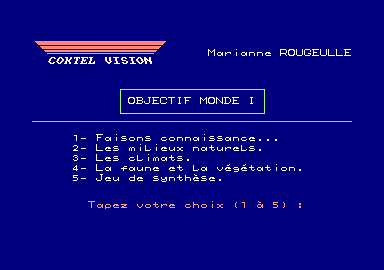 Marianne ROUGEULLE
COKTEL VISION
OBJECTIF MONDE I
1- Faisons connaissance...
2- Les milieux naturels.
3- Les climats.
4- La faune et la végétation.
5- Jeu de synthèse.
Tapez votre choix (1 à 5) :